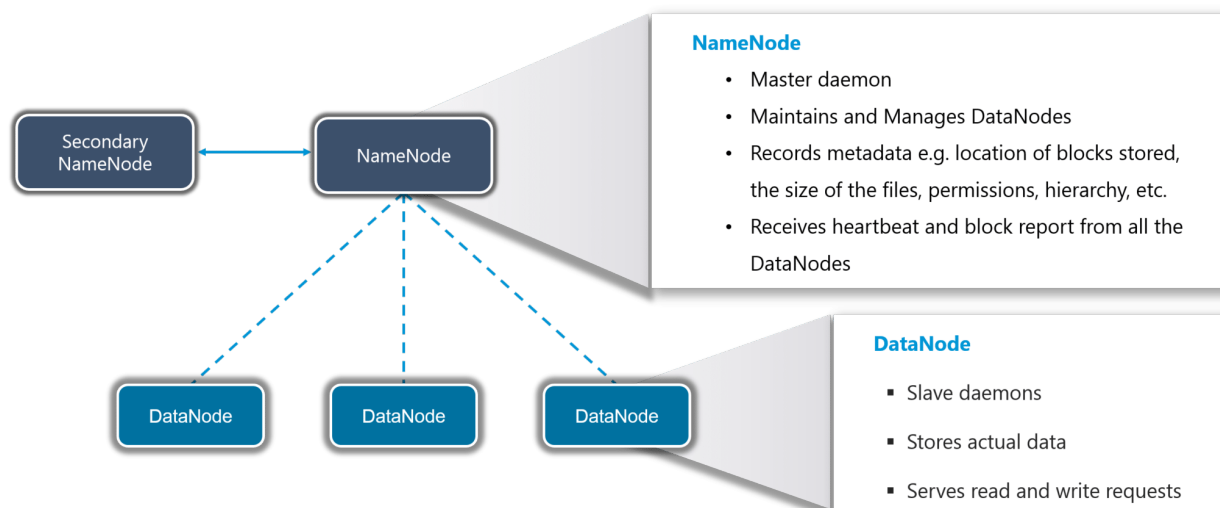 NameNode
• Master daemon
• Maintains and Manages DataNodes
• Records metadata e.g. location of blocks stored,
the size of the files, permissions, hierarchy, etc.
• Receives heartbeat and block report from all the
DataNodes
Secondary
NameNode
NameNode
DataNode
DataNode
DataNode
DataNode
▪ Slave daemons
▪ Stores actual data
▪ Serves read and write requests